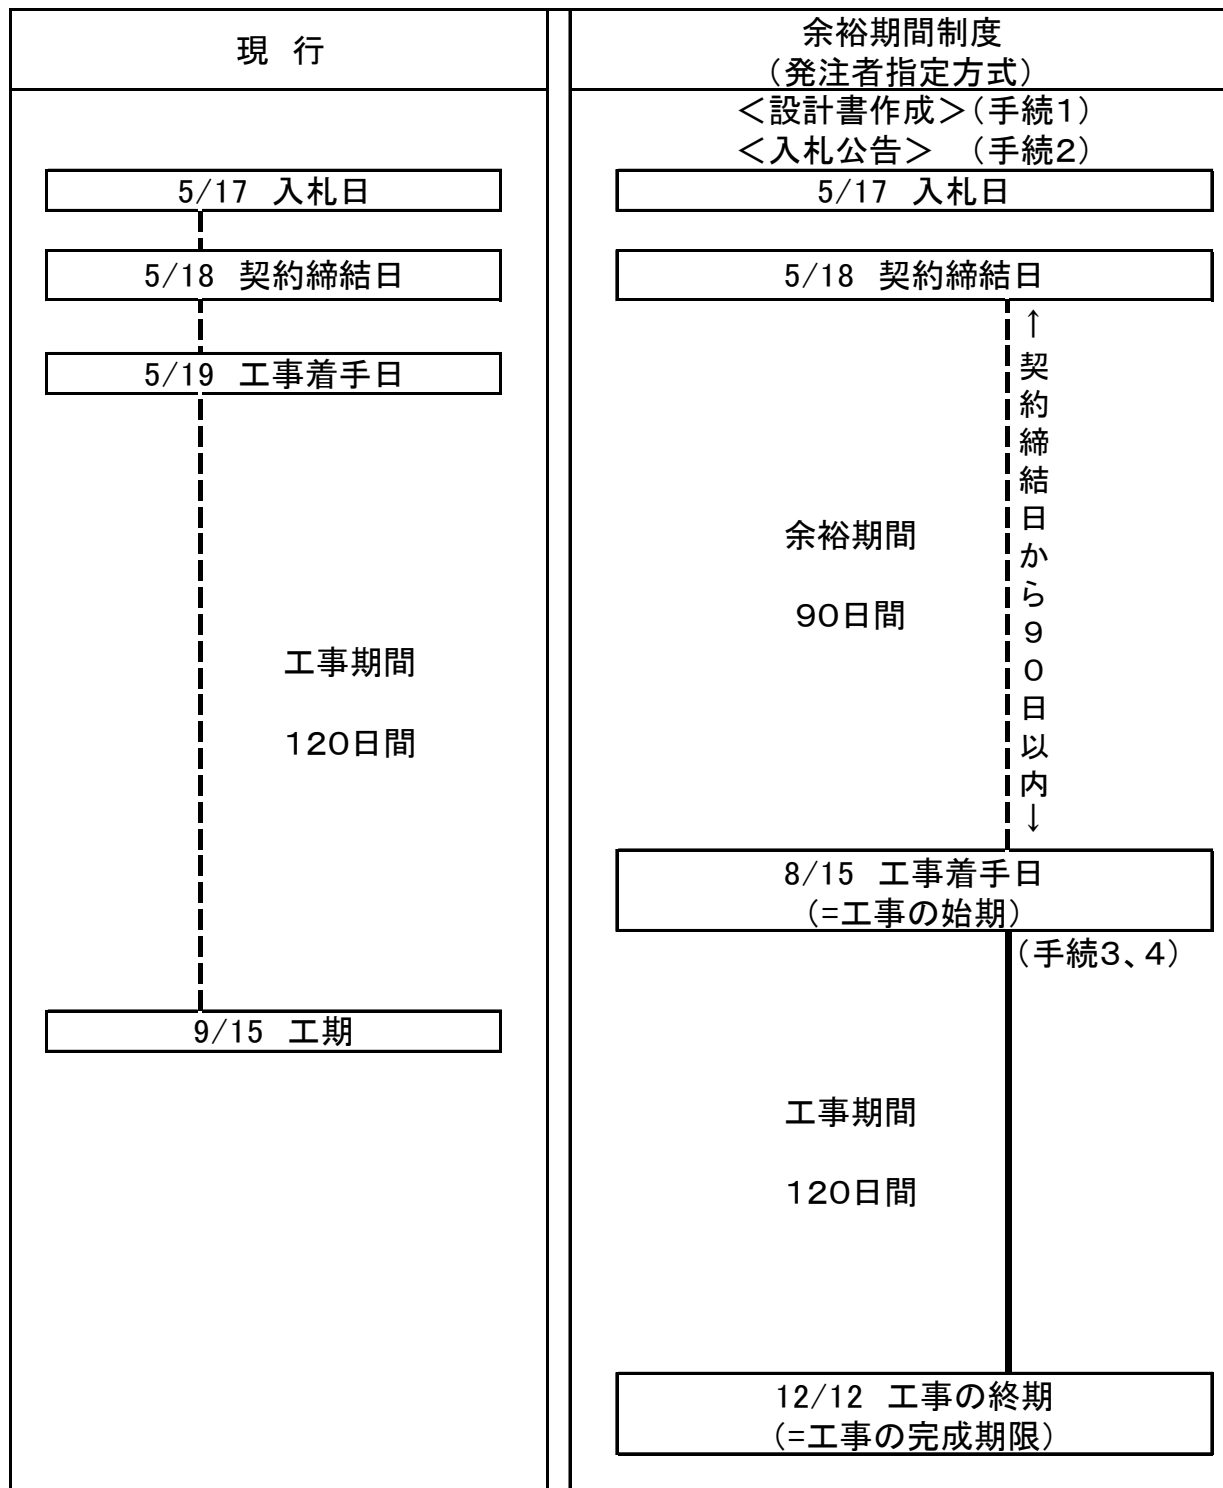 現 行
5/17 入札日
5/18 契約締結日
5/19 工事着手日
工事期間
120日間
9/15 工期
余裕期間制度
（発注者指定方式）
＜設計書作成＞（手続1）
＜入札公告＞ （手続2）
5/17 入札日
5/18 契約締結日
↑契約締結日から90日以内↓
余裕期間
90日間
8/15 工事着手日
（=工事の始期）
（手続3、4）
工事期間
120日間
12/12 工事の終期
（=工事の完成期限）